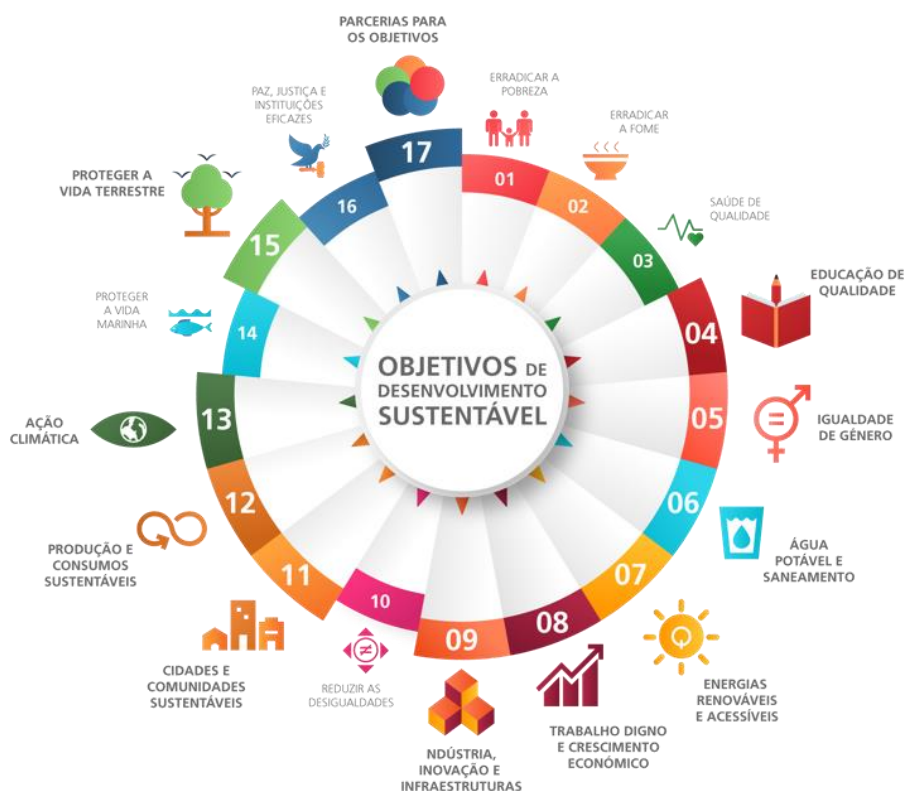 OBJETIVOS DE
DESENVOLVIMENTO
SUSTENTÁVEL
01
ERRADICAR A
POBREZA
02
ERRADICAR
A FOME
03
SAÚDE DE
QUALIDADE
04
EDUCAÇÃO DE
QUALIDADE
05
IGUALDADE
DE GÉNERO
06
ÁGUA
POTÁVEL E
SANEAMENTO
07
ENERGIAS
RENOVÁVEIS
E ACESSÍVEIS
08
TRABALHO DIGNO
E CRESCIMENTO
ECONÓMICO
09
NDÚSTRIA,
INOVAÇÃO E
INFRAESTRUTURAS
10
REDUZIR AS
DESIGUALDADES
11
CIDADES E
COMUNIDADES
SUSTENTÁVEIS
12
PRODUÇÃO E
CONSUMOS
SUSTENTÁVEIS
13
AÇÃO
CLIMÁTICA
14
PROTEGER
A VIDA
MARINHA
15
PROTEGER A
VIDA TERRESTRE
16
PAZ, JUSTIÇA E
INSTITUIÇÕES
EFICAZES
17
PARCERIAS PARA
OS OBJETIVOS